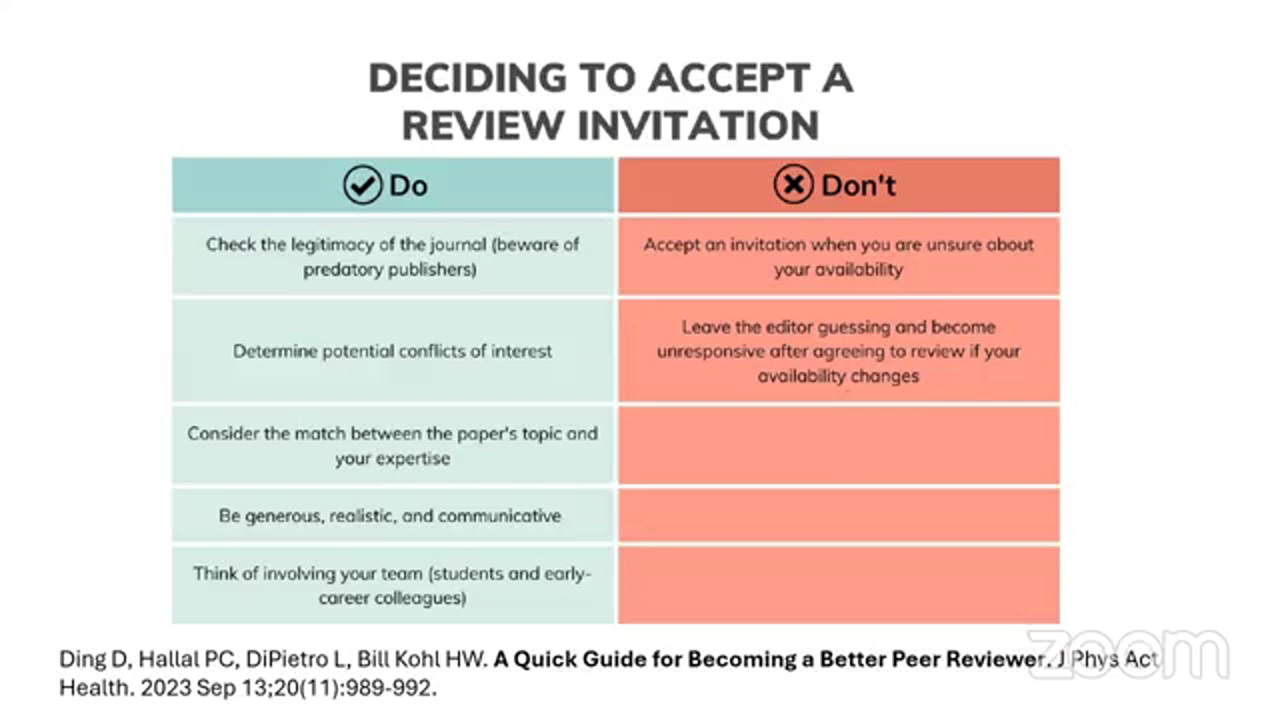 DECIDING TO ACCEPT A
REVIEW INVITATION
Do
Don't
Check the legitimacy of the journal (beware of
predatory publishers)
Accept an invitation when you are unsure about
your availability
Determine potential conflicts of interest
Leave the editor guessing and become
unresponsive after agreeing to review if your
availability changes
Consider the match between the paper's topic and
your expertise
Be generous, realistic, and communicative
Think of involving your team (students and early-
career colleagues)
Ding D, Hallal PC, DiPietro L, Bill Kohl HW. A Quick Guide for Becoming a Better Peer Reviewer. J Phys Act
Health. 2023 Sep 13;20(11):989-992.
zoom